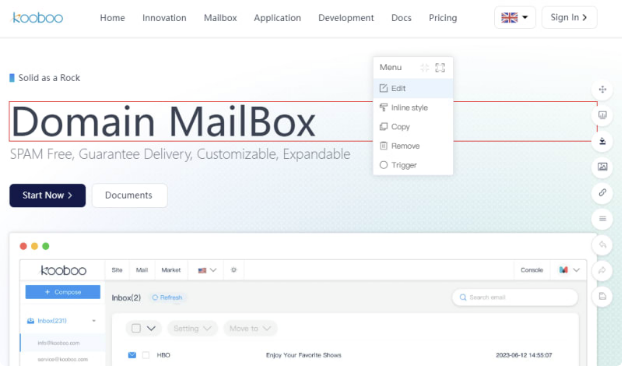 kooboo Home Innovation Mailbox Application Development Docs Pricing Sign In
Solid as a Rock
Menu
Edit
Inline style
Copy
Remove
Trigger
Domain MailBox
SPAM Free, Guarantee Delivery, Customizable, Expandable
Start Now Documents
kooboo Site Mail Market Console
+ Compose
Inbox(2) Refresh Search email
Inbox(231)
Setting Move to
info@kooboo.com
HBO Enjoy Your Favorite Shows 2023-06-12 14:55:07
service@kooboo.com